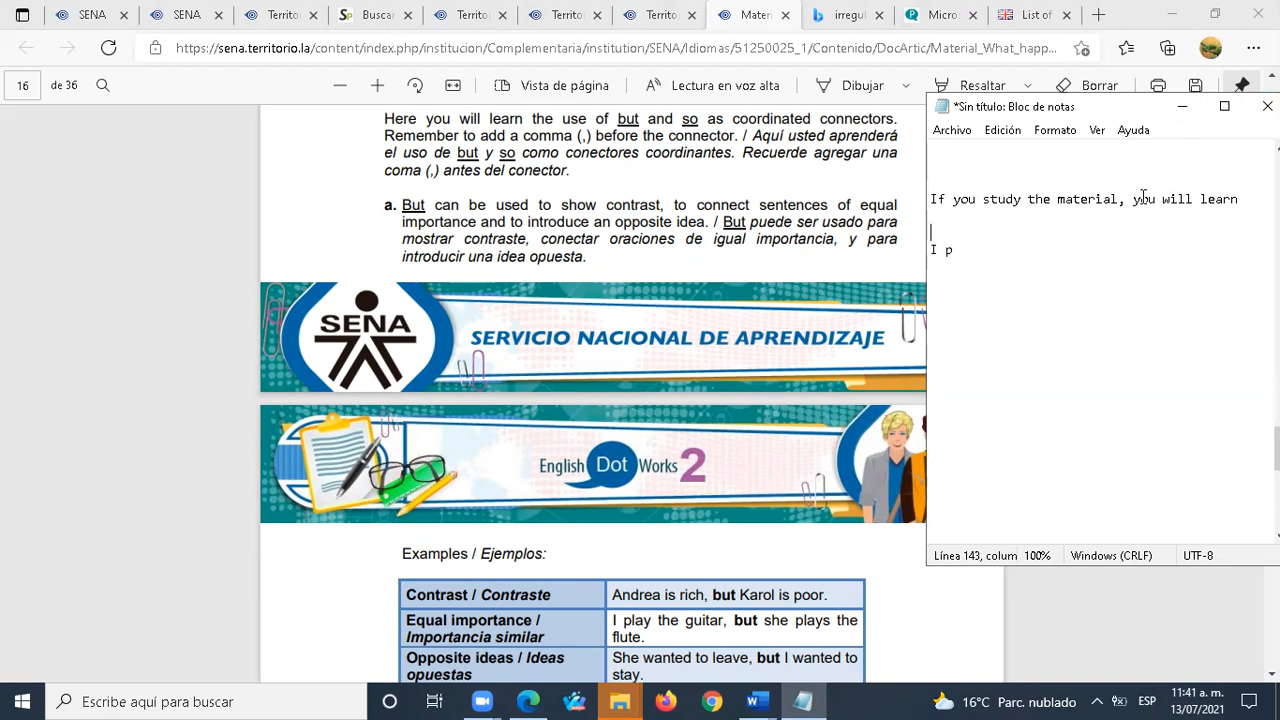 SENA
SENA
Territo
Buscar
Territo
Territo
Territo
Materi
irregul
Micros
List of
https://sena.territorio.la/content/index.php/institucion/Complementaria/institution/SENA/Idiomas/51250025_1/Contenido/DocArtic/Material_What_happ...
16 de 36
Vista de página
Lectura en voz alta
Dibujar
Resaltar
Borrar
Here you will learn the use of but and so as coordinated connectors.
Remember to add a comma (,) before the connector. / Aquí usted aprenderá
el uso de but y so como conectores coordinantes. Recuerde agregar una
coma (,) antes del conector.
a. But can be used to show contrast, to connect sentences of equal
importance and to introduce an opposite idea. / But puede ser usado para
mostrar contraste, conectar oraciones de igual importancia, y para
introducir una idea opuesta.
SENA
SERVICIO NACIONAL DE APRENDIZAJE
English Dot Works 2
Examples / Ejemplos:
Contrast / Contraste
Andrea is rich, but Karol is poor.
Equal importance /
Importancia similar
I play the guitar, but she plays the
flute.
Opposite ideas / Ideas
opuestas
She wanted to leave, but I wanted to
stay.
*Sin título: Bloc de notas
Archivo Edición Formato Ver Ayuda
If you study the material, you will learn
I p
Línea 143, colum 100% Windows (CRLF) UTF-8
Escribe aquí para buscar
16°C Parc. nublado
ESP
11:41 a. m.
13/07/2021